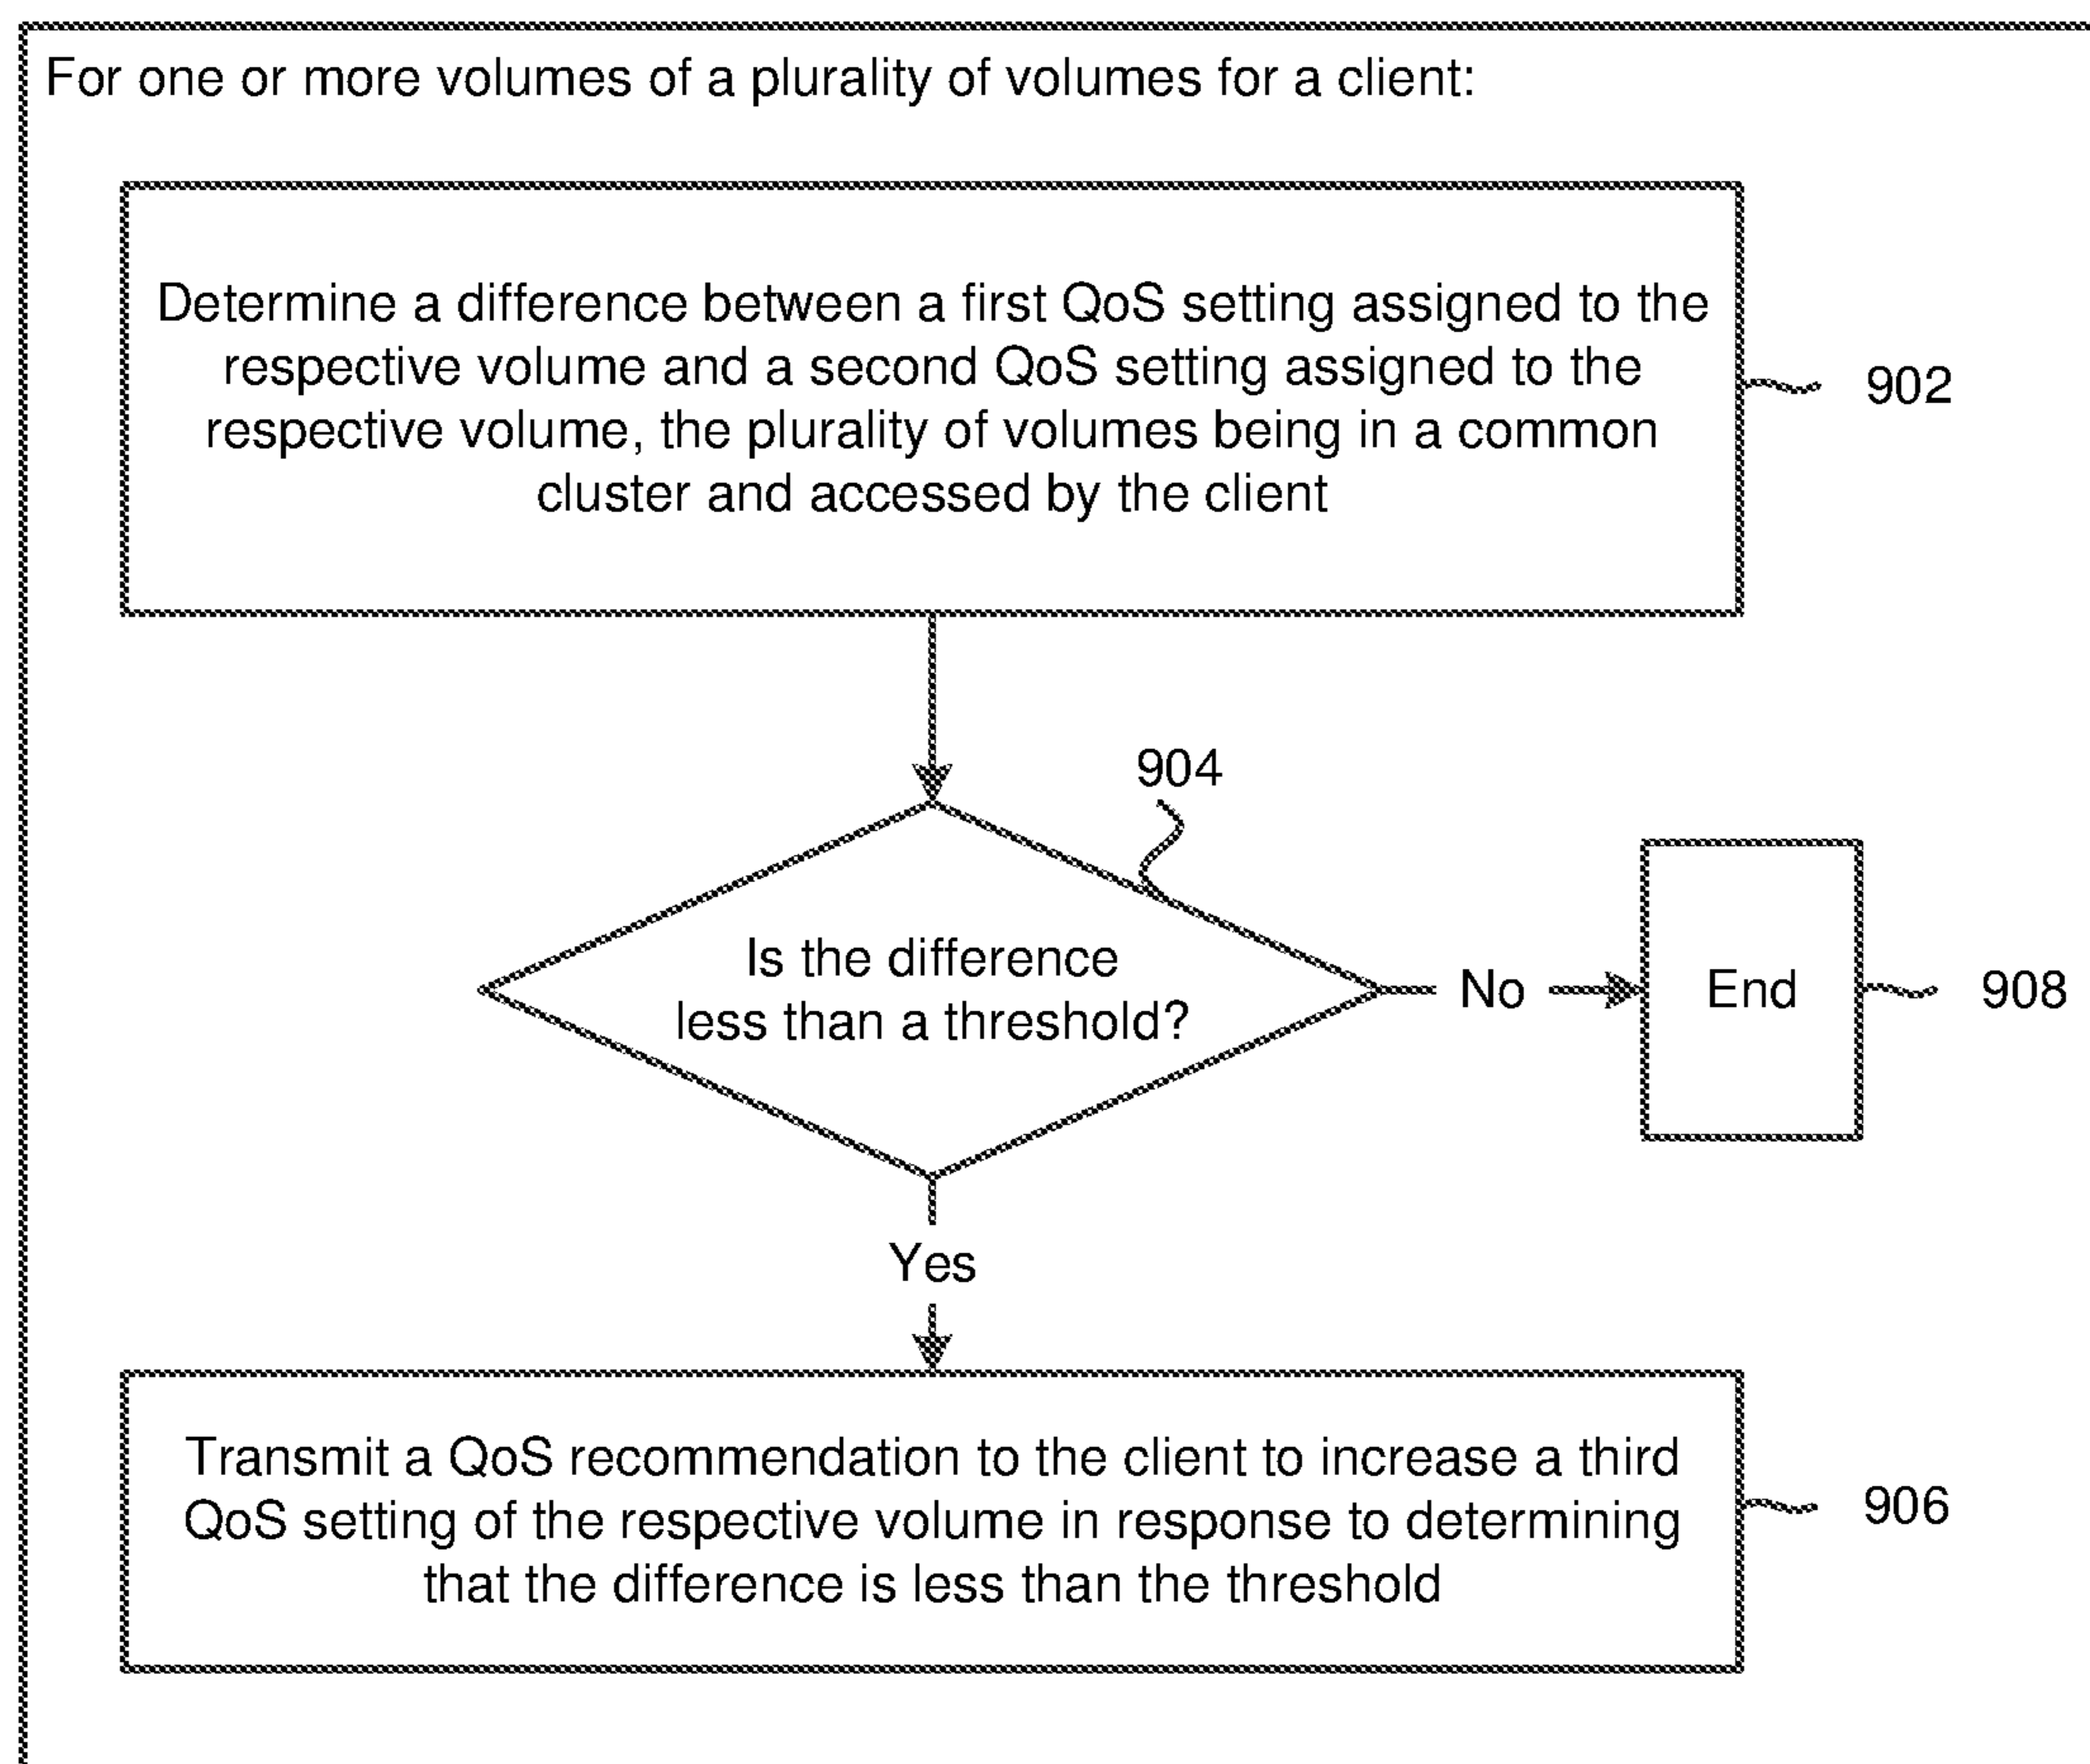 For one or more volumes of a plurality of volumes for a client:
Determine a difference between a first QoS setting assigned to the
respective volume and a second QoS setting assigned to the
respective volume, the plurality of volumes being in a common
cluster and accessed by the client
902
904
Is the difference
less than a threshold?
No
End
908
Yes
Transmit a QoS recommendation to the client to increase a third
QoS setting of the respective volume in response to determining
that the difference is less than the threshold
906